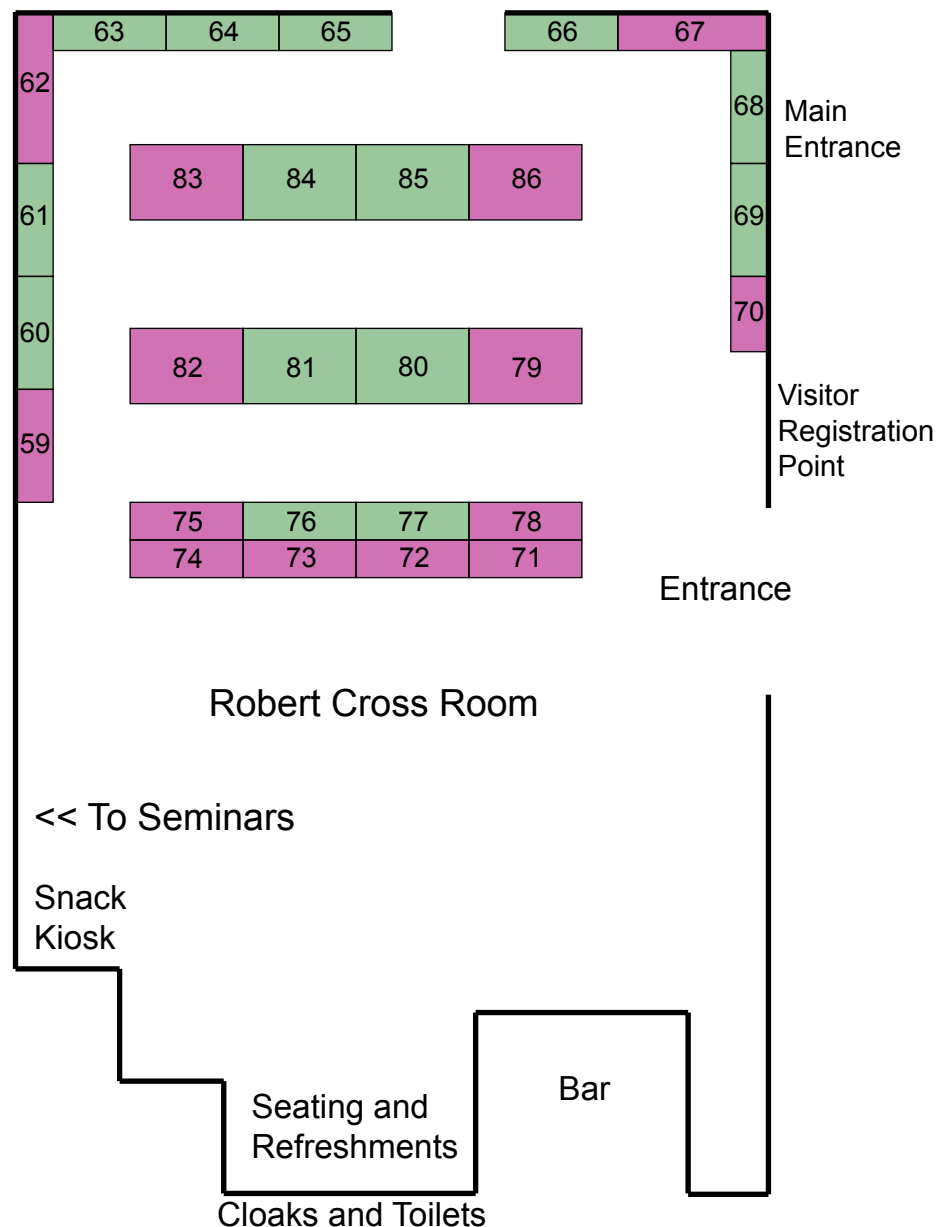 63 64 65 66 67
62
68
Main
Entrance
83 84 85 86
61
69
60
70
82 81 80 79
Visitor
Registration
Point
59
75 76 77 78
74 73 72 71
Entrance
Robert Cross Room
<< To Seminars
Snack
Kiosk
Bar
Seating and
Refreshments
Cloaks and Toilets